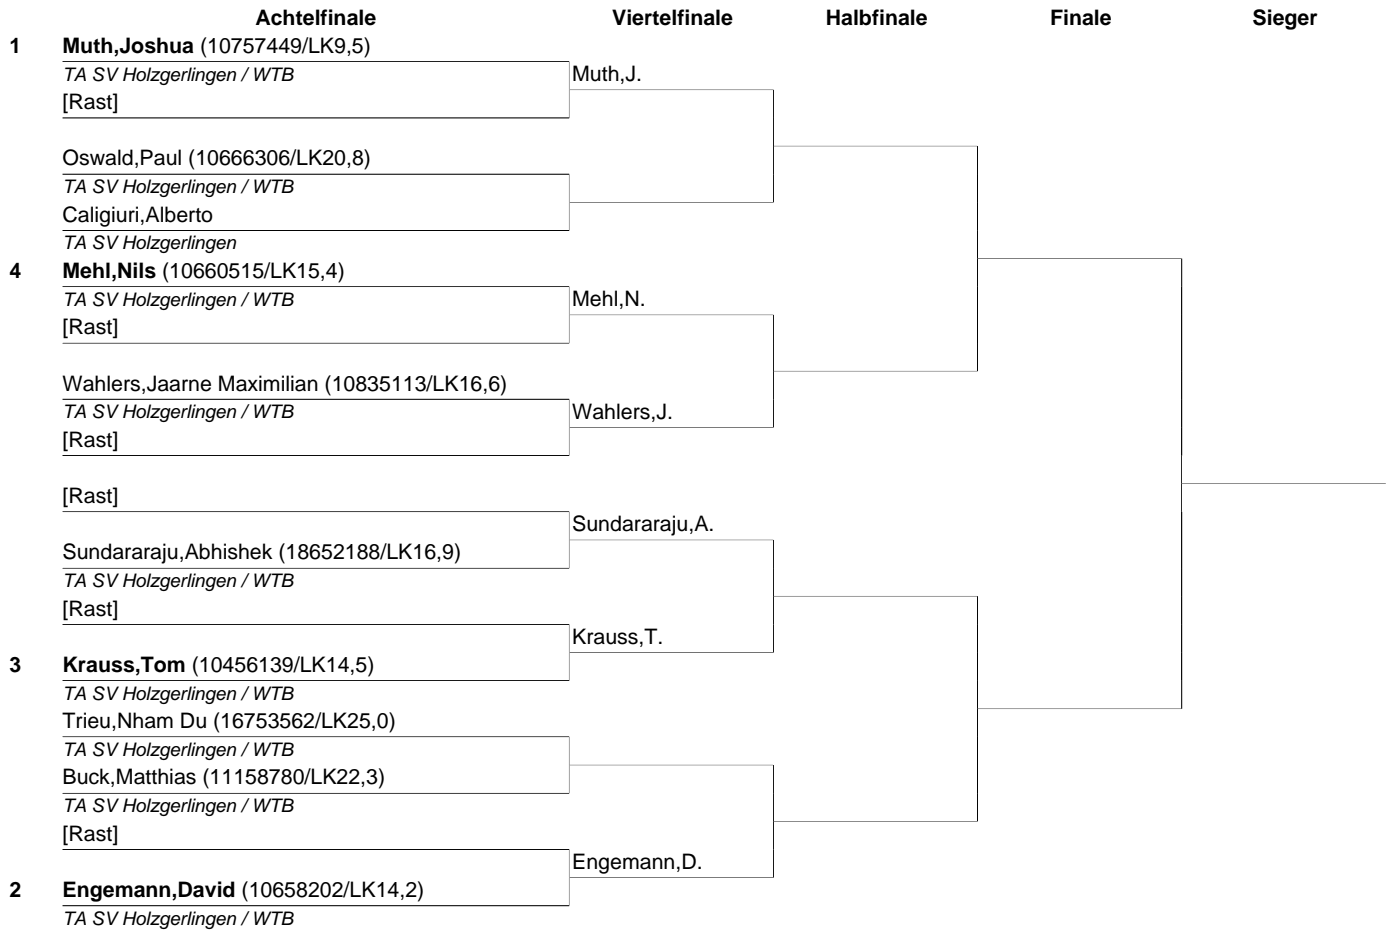 Achtelfinale Viertelfinale Halbfinale Finale Sieger
1 Muth,Joshua (10757449/LK9,5)
TA SV Holzgerlingen / WTB Muth,J.
[Rast]
Oswald,Paul (10666306/LK20,8)
TA SV Holzgerlingen / WTB
Caligiuri,Alberto
TA SV Holzgerlingen
4 Mehl,Nils (10660515/LK15,4)
TA SV Holzgerlingen / WTB Mehl,N.
[Rast]
Wahlers,Jaarne Maximilian (10835113/LK16,6)
TA SV Holzgerlingen / WTB Wahlers,J.
[Rast]
[Rast]
Sundararaju,A.
Sundararaju,Abhishek (18652188/LK16,9)
TA SV Holzgerlingen / WTB
[Rast]
Krauss,T.
3 Krauss,Tom (10456139/LK14,5)
TA SV Holzgerlingen / WTB
Trieu,Nham Du (16753562/LK25,0)
TA SV Holzgerlingen / WTB
Buck,Matthias (11158780/LK22,3)
TA SV Holzgerlingen / WTB
[Rast]
Engemann,D.
2 Engemann,David (10658202/LK14,2)
TA SV Holzgerlingen / WTB